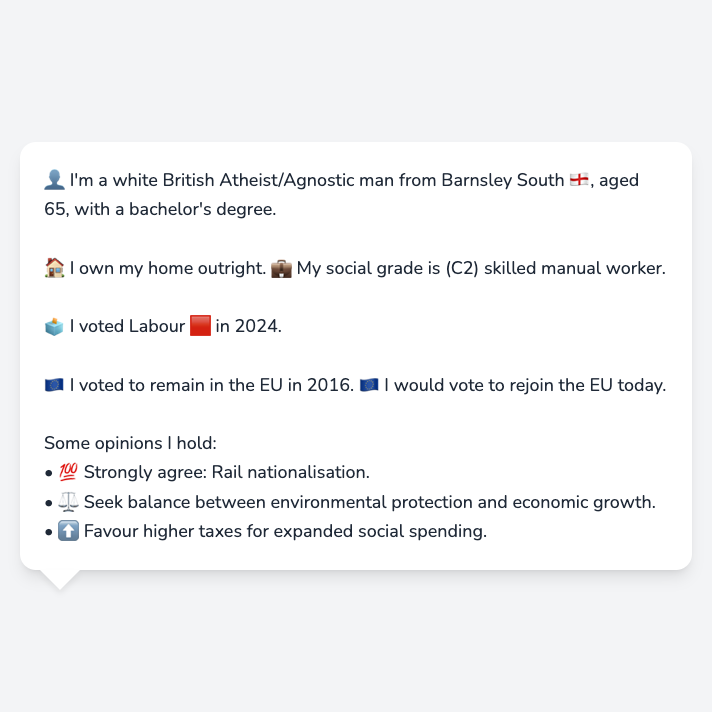 👤 I'm a white British Atheist/Agnostic man from Barnsley South 🏴󠁧󠁢󠁥󠁮󠁧󠁿, aged
65, with a bachelor's degree.
🏠 I own my home outright. 💼 My social grade is (C2) skilled manual worker.
🗳️ I voted Labour 🟥 in 2024.
🇪🇺 I voted to remain in the EU in 2016. 🇪🇺 I would vote to rejoin the EU today.
Some opinions I hold:
• 💯 Strongly agree: Rail nationalisation.
• ⚖️ Seek balance between environmental protection and economic growth.
• ⬆️ Favour higher taxes for expanded social spending.